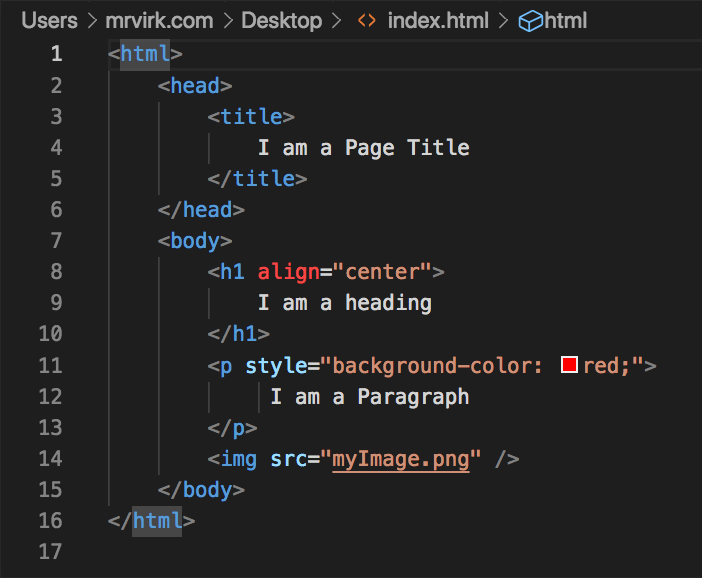 Users > mrvirk.com > Desktop > <> index.html > html
1 <html>
2     <head>
3         <title>
4             I am a Page Title
5         </title>
6     </head>
7     <body>
8         <h1 align="center">
9             I am a heading
10         </h1>
11         <p style="background-color: red;">
12              I am a Paragraph
13         </p>
14         <img src="myImage.png" />
15     </body>
16 </html>
17